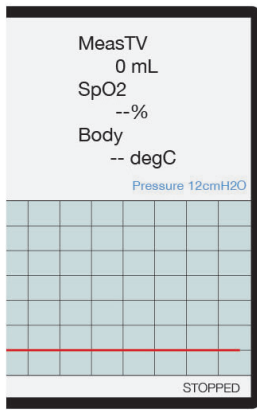 MeasTV
0 mL
SpO2
--%
Body
-- degC
Pressure 12cmH2O
STOPPED